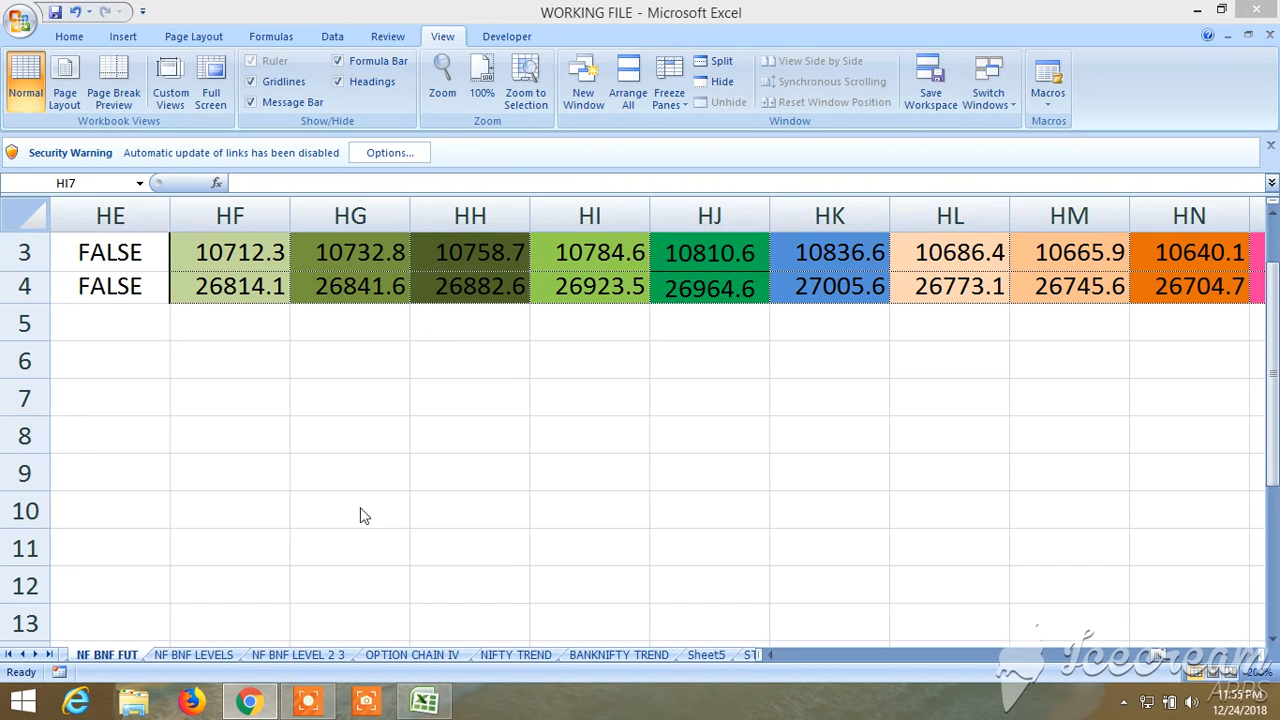 WORKING FILE - Microsoft Excel
Home Insert Page Layout Formulas Data Review View Developer
Normal Page Layout Page Break Preview Custom Views Full Screen
Workbook Views
Ruler Formula Bar
Gridlines Headings
Message Bar
Show/Hide
Zoom 100% Zoom to Selection
Zoom
New Window Arrange All Freeze Panes
Split
Hide
Unhide
View Side by Side
Synchronous Scrolling
Reset Window Position
Save Workspace Switch Windows
Window
Macros
Macros
Security Warning Automatic update of links has been disabled Options...
HI7 fx
HE HF HG HH HI HJ HK HL HM HN
3 FALSE 10712.3 10732.8 10758.7 10784.6 10810.6 10836.6 10686.4 10665.9 10640.1
4 FALSE 26814.1 26841.6 26882.6 26923.5 26964.6 27005.6 26773.1 26745.6 26704.7
5
6
7
8
9
10
11
12
13
NF BNF FUT NF BNF LEVELS NF BNF LEVEL 2 3 OPTION CHAIN IV NIFTY TREND BANKNIFTY TREND Sheet5 ST
Ready 200%
Icecream
APPS
11:55 PM
12/24/2018